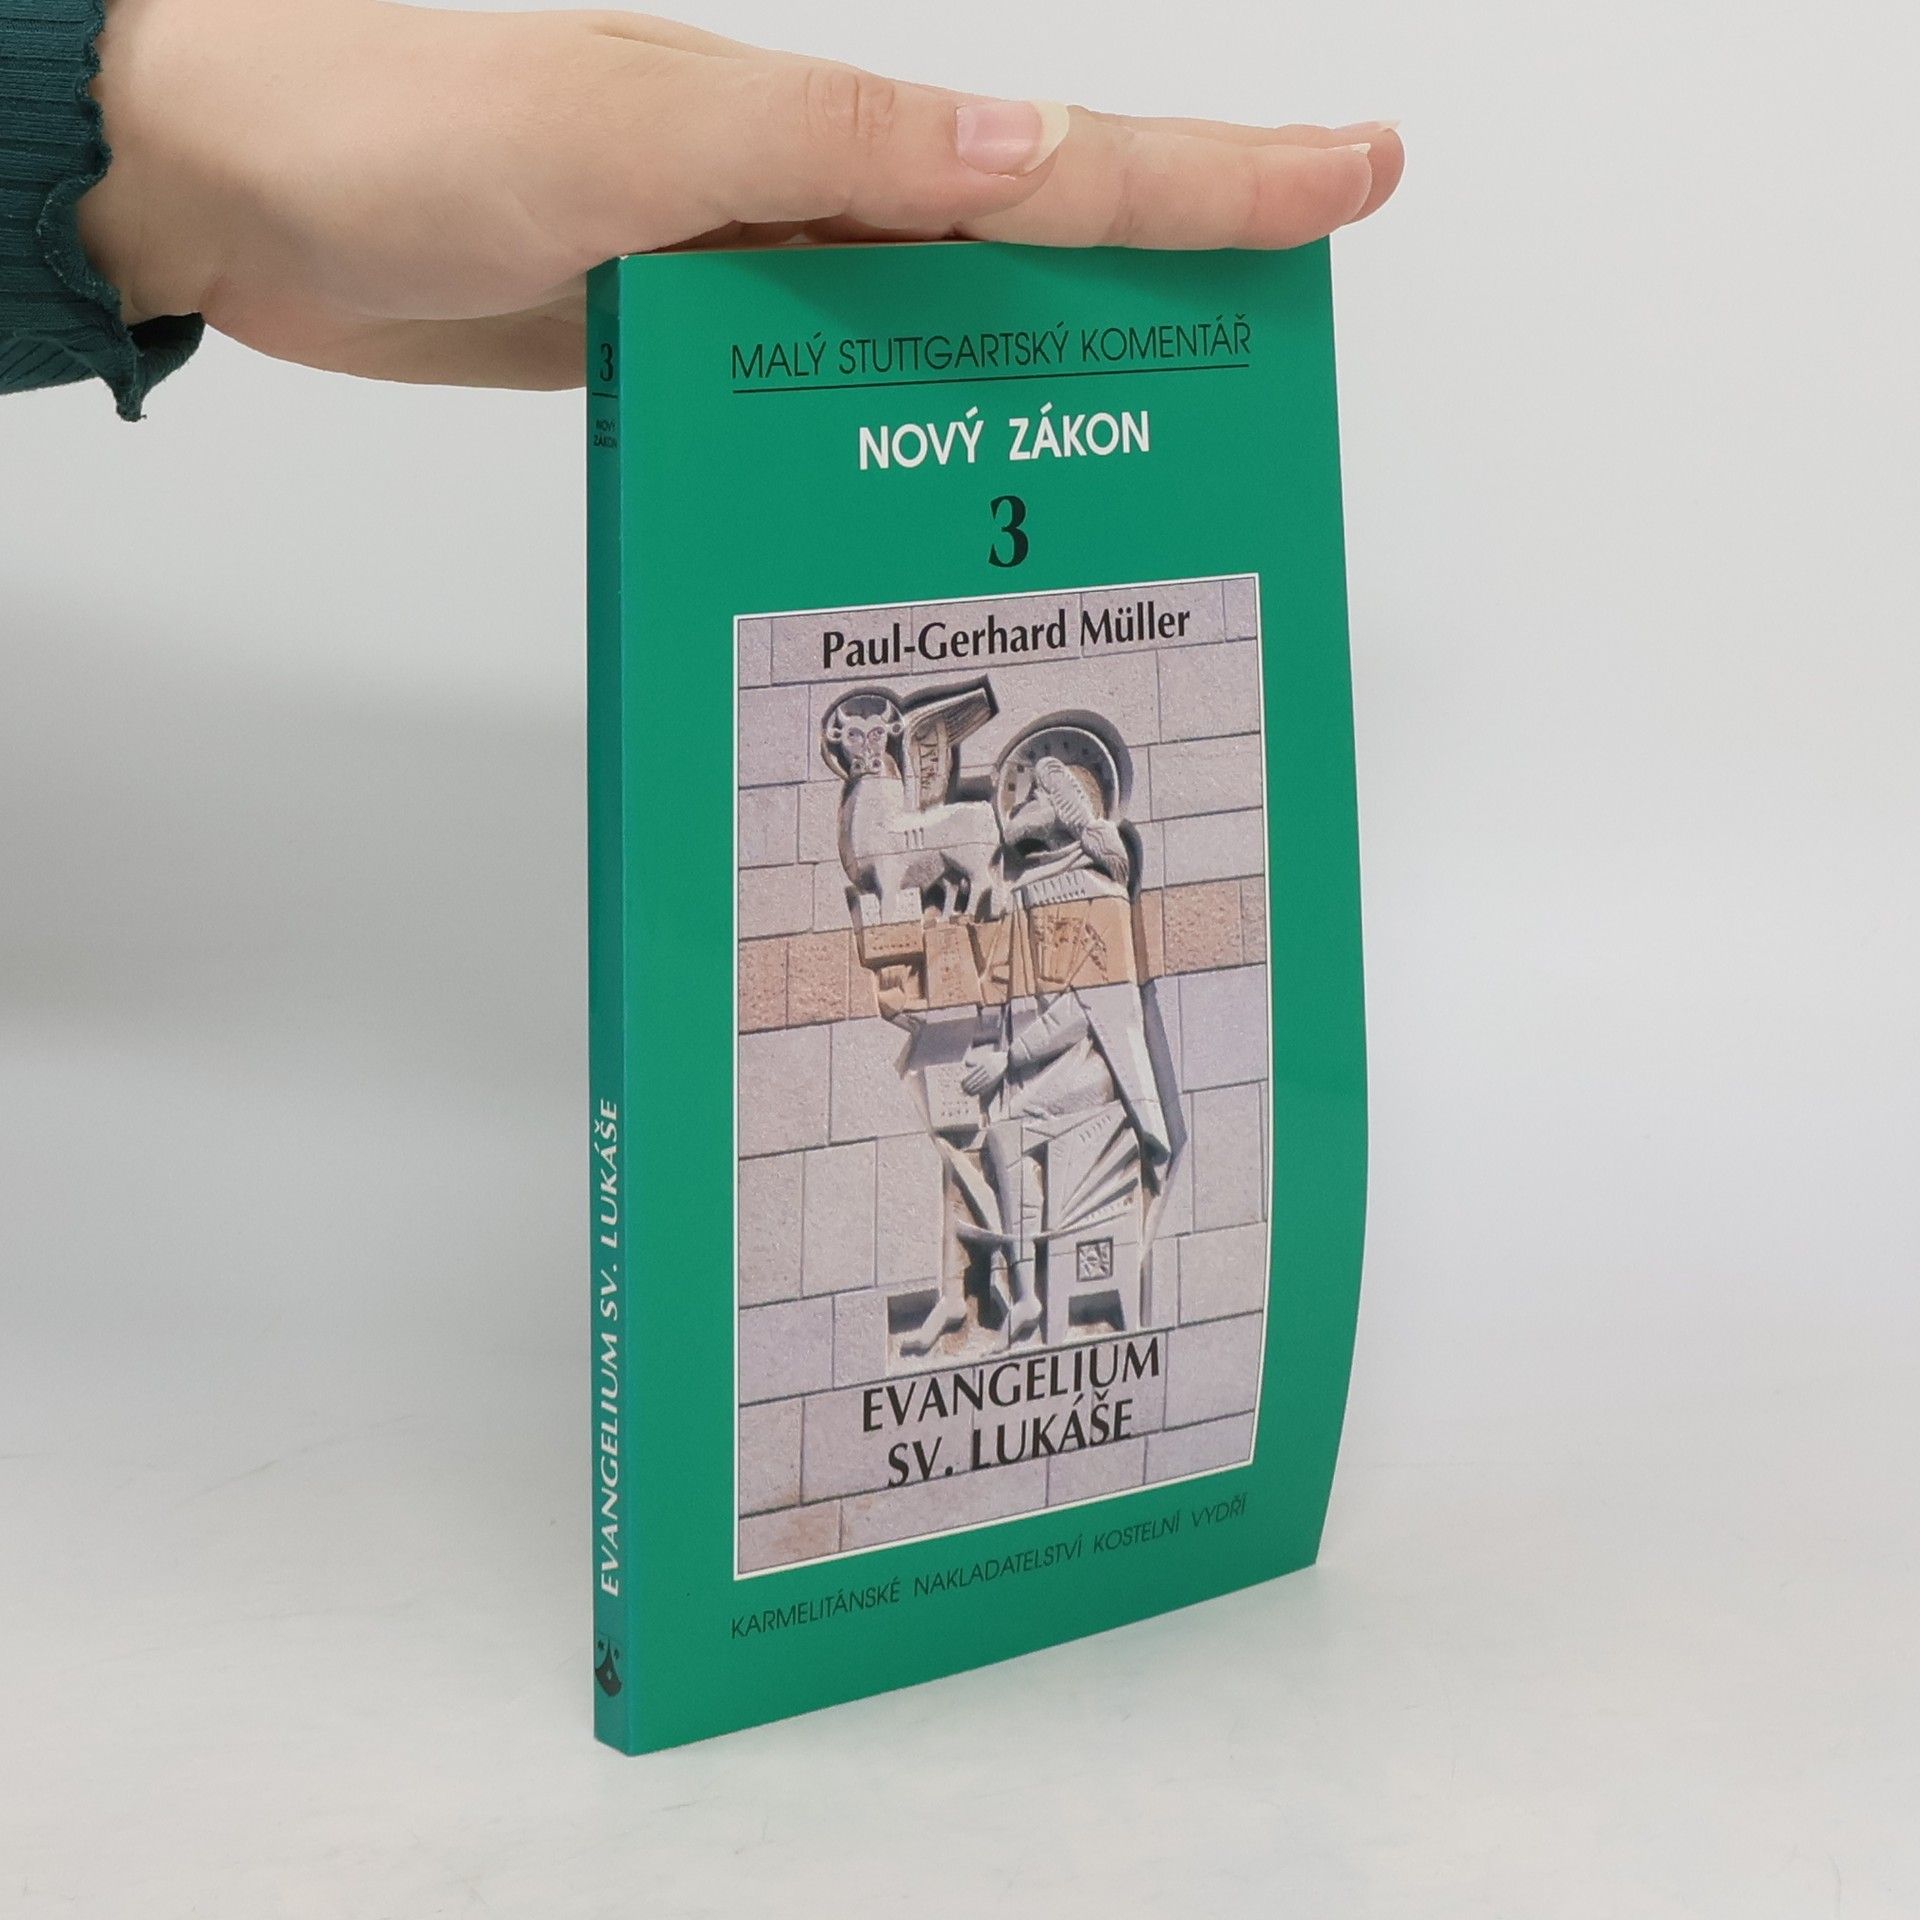 MALÝ STUTTGARTSKÝ KOMENTÁŘ
NOVÝ ZÁKON
3
Paul-Gerhard Müller
EVANGELIUM
SV. LUKÁŠE
KARMELITÁNSKÉ NAKLADATELSTVÍ KOSTELNÍ VYDŘÍ
3
NOVÝ
ZÁKON
EVANGELIUM SV. LUKÁŠE